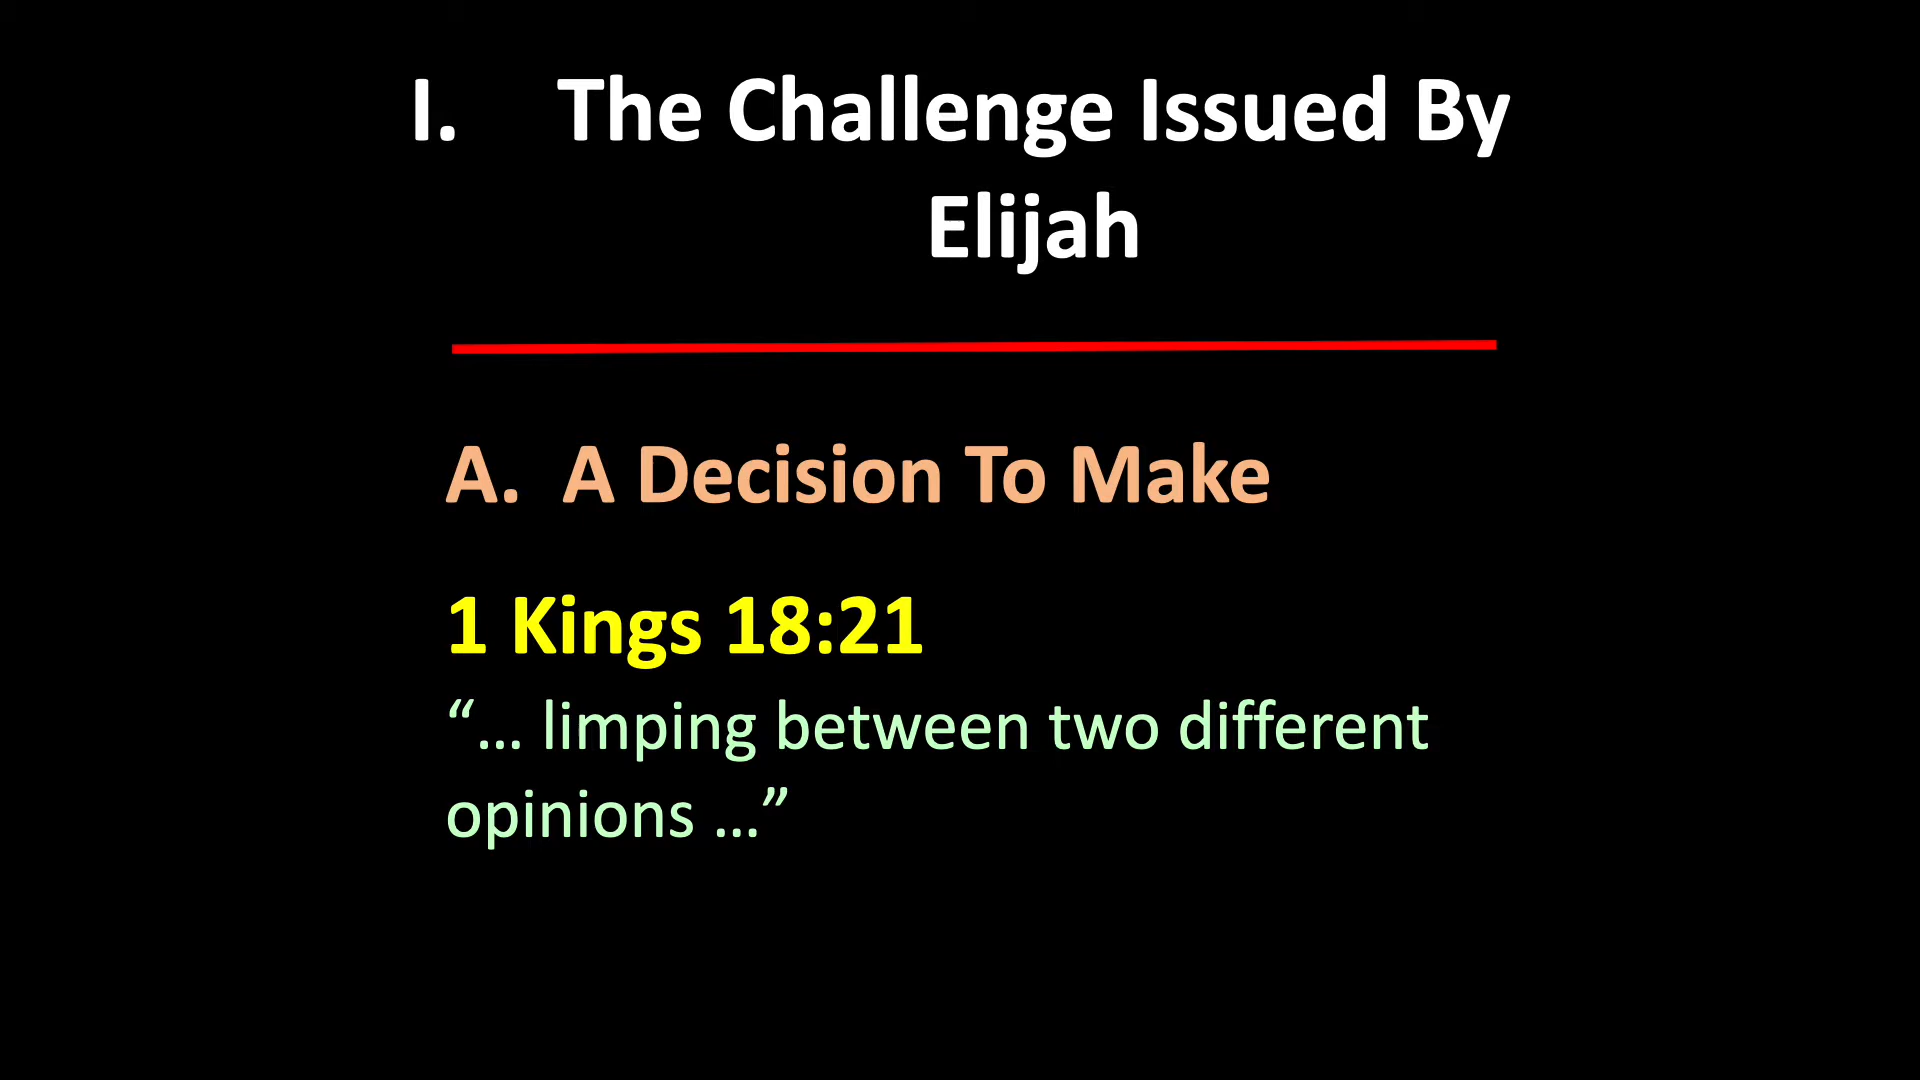 I. The Challenge Issued By
Elijah
A. A Decision To Make
1 Kings 18:21
“… limping between two different
opinions …”